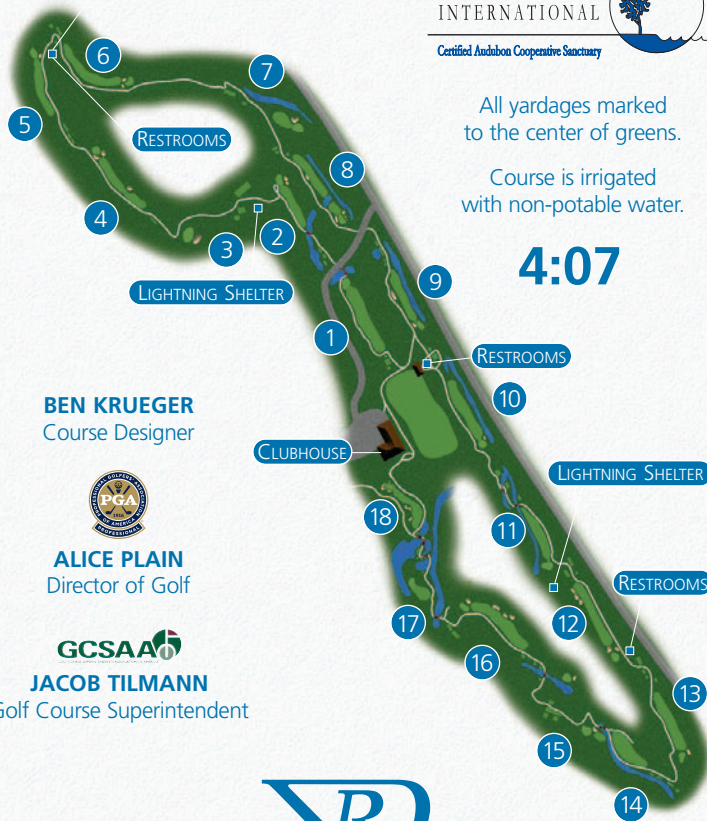 INTERNATIONAL
Certified Audubon Cooperative Sanctuary
All yardages marked
to the center of greens.
Course is irrigated
with non-potable water.
4:07
6
7
5
RESTROOMS
8
4
3
2
LIGHTNING SHELTER
9
1
RESTROOMS
10
CLUBHOUSE
LIGHTNING SHELTER
18
11
RESTROOMS
17
12
16
13
15
14
BEN KRUEGER
Course Designer
PGA
ALICE PLAIN
Director of Golf
GCSAA
JACOB TILMANN
Golf Course Superintendent